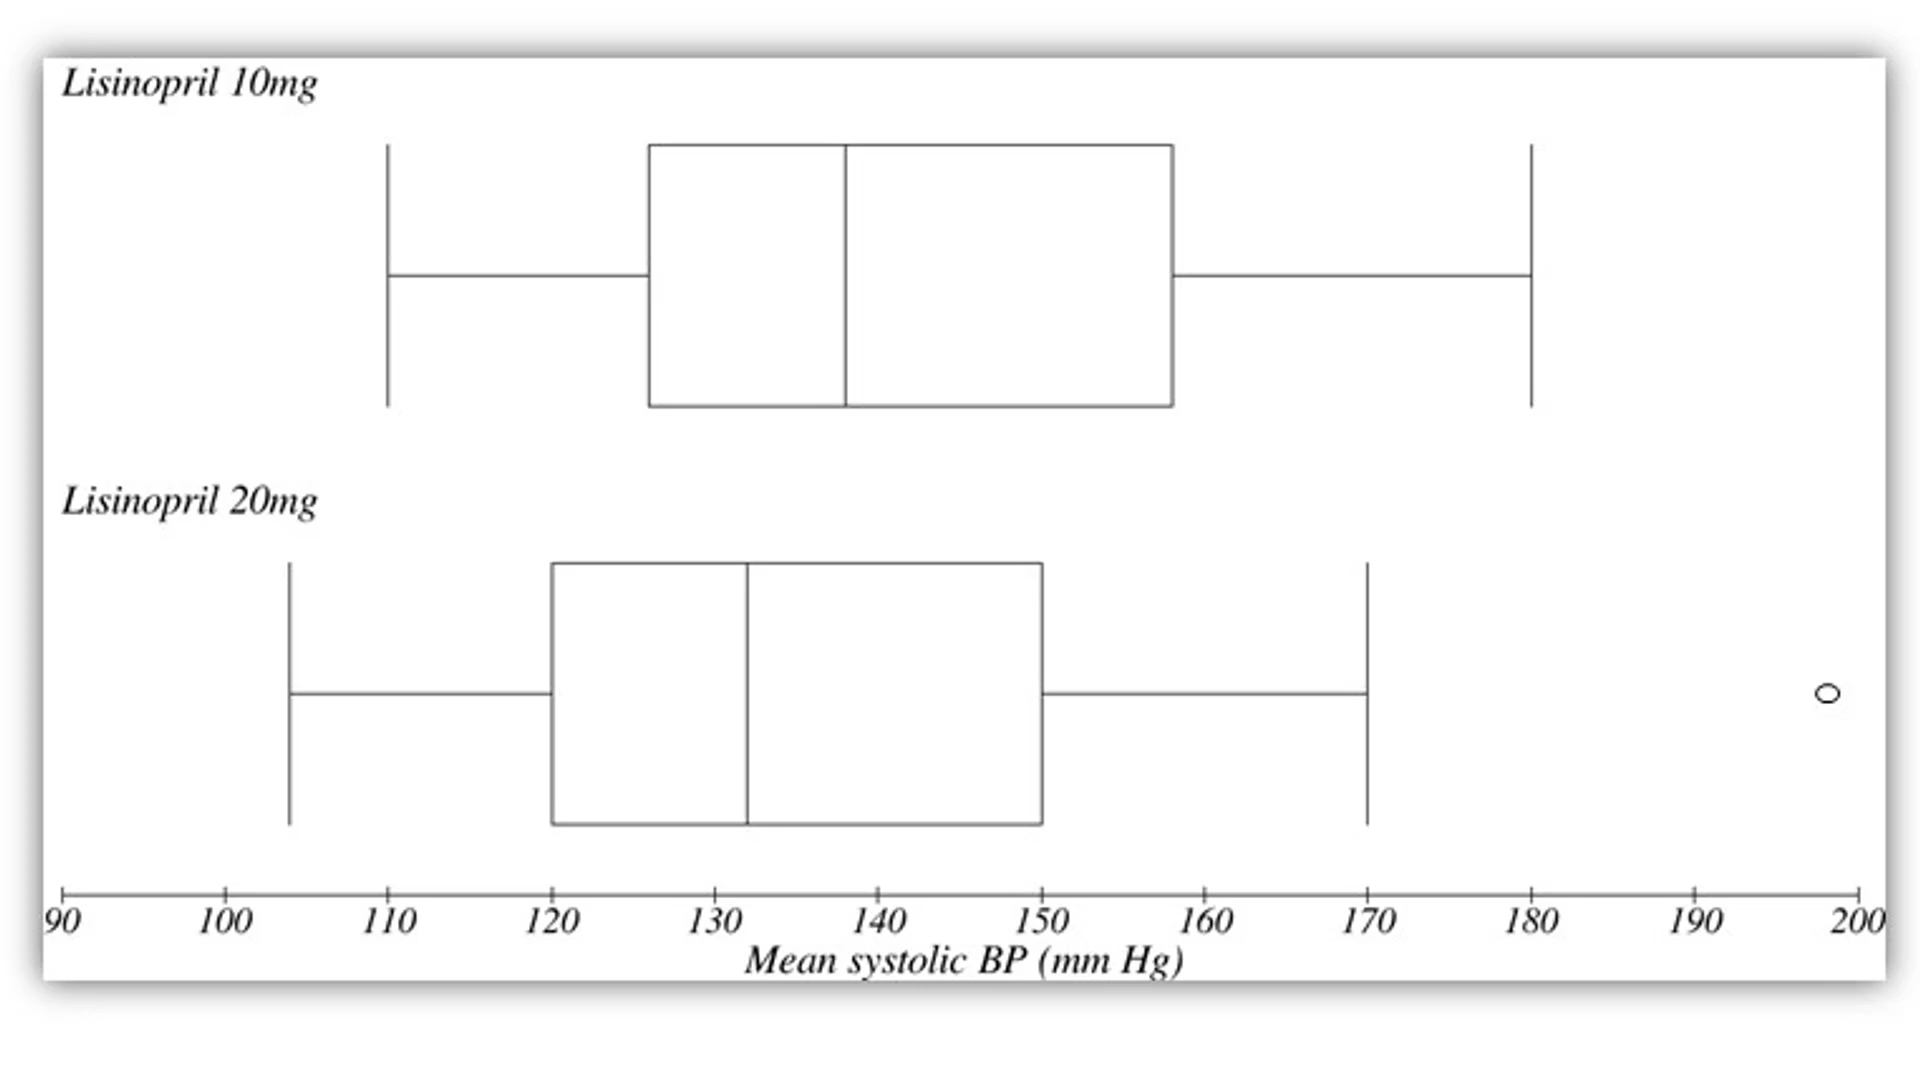 Lisinopril 10mg
Lisinopril 20mg
90 100 110 120 130 140 150 160 170 180 190 200
Mean systolic BP (mm Hg)